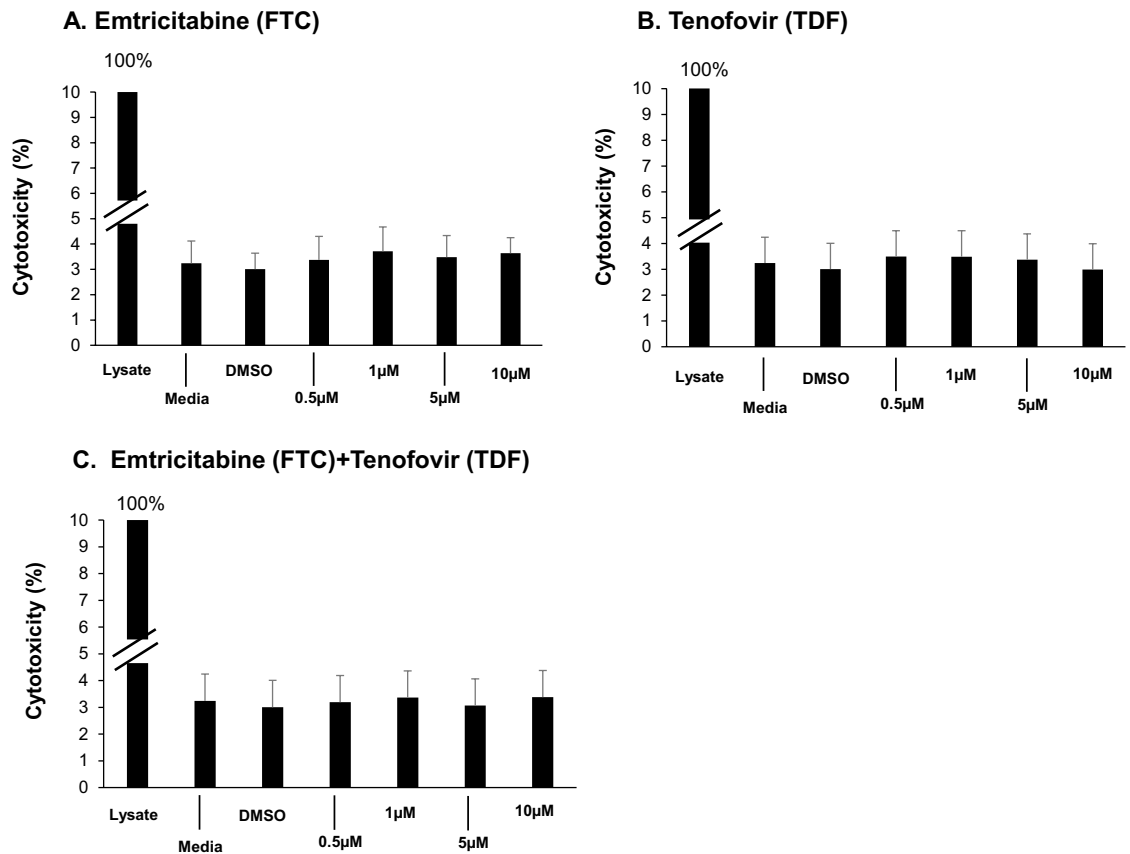 A. Emtricitabine (FTC)
100%
Cytotoxicity (%)
10
9
8
7
6
5
4
3
2
1
0
Lysate
Media
DMSO
0.5µM
1µM
5µM
10µM
B. Tenofovir (TDF)
100%
Cytotoxicity (%)
10
9
8
7
6
5
4
3
2
1
0
Lysate
Media
DMSO
0.5µM
1µM
5µM
10µM
C. Emtricitabine (FTC)+Tenofovir (TDF)
100%
Cytotoxicity (%)
10
9
8
7
6
5
4
3
2
1
0
Lysate
Media
DMSO
0.5µM
1µM
5µM
10µM